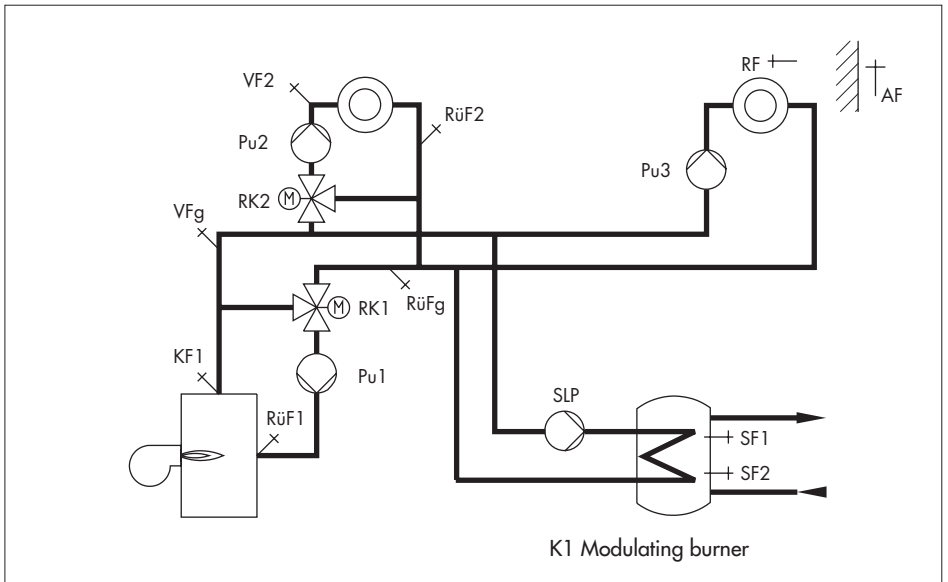 RF
AF
VF2
RüF2
Pu2
Pu3
RK2
M
VFg
RüFg
M
RK1
KF1
Pu1
RüF1
SLP
SF1
SF2
K1 Modulating burner